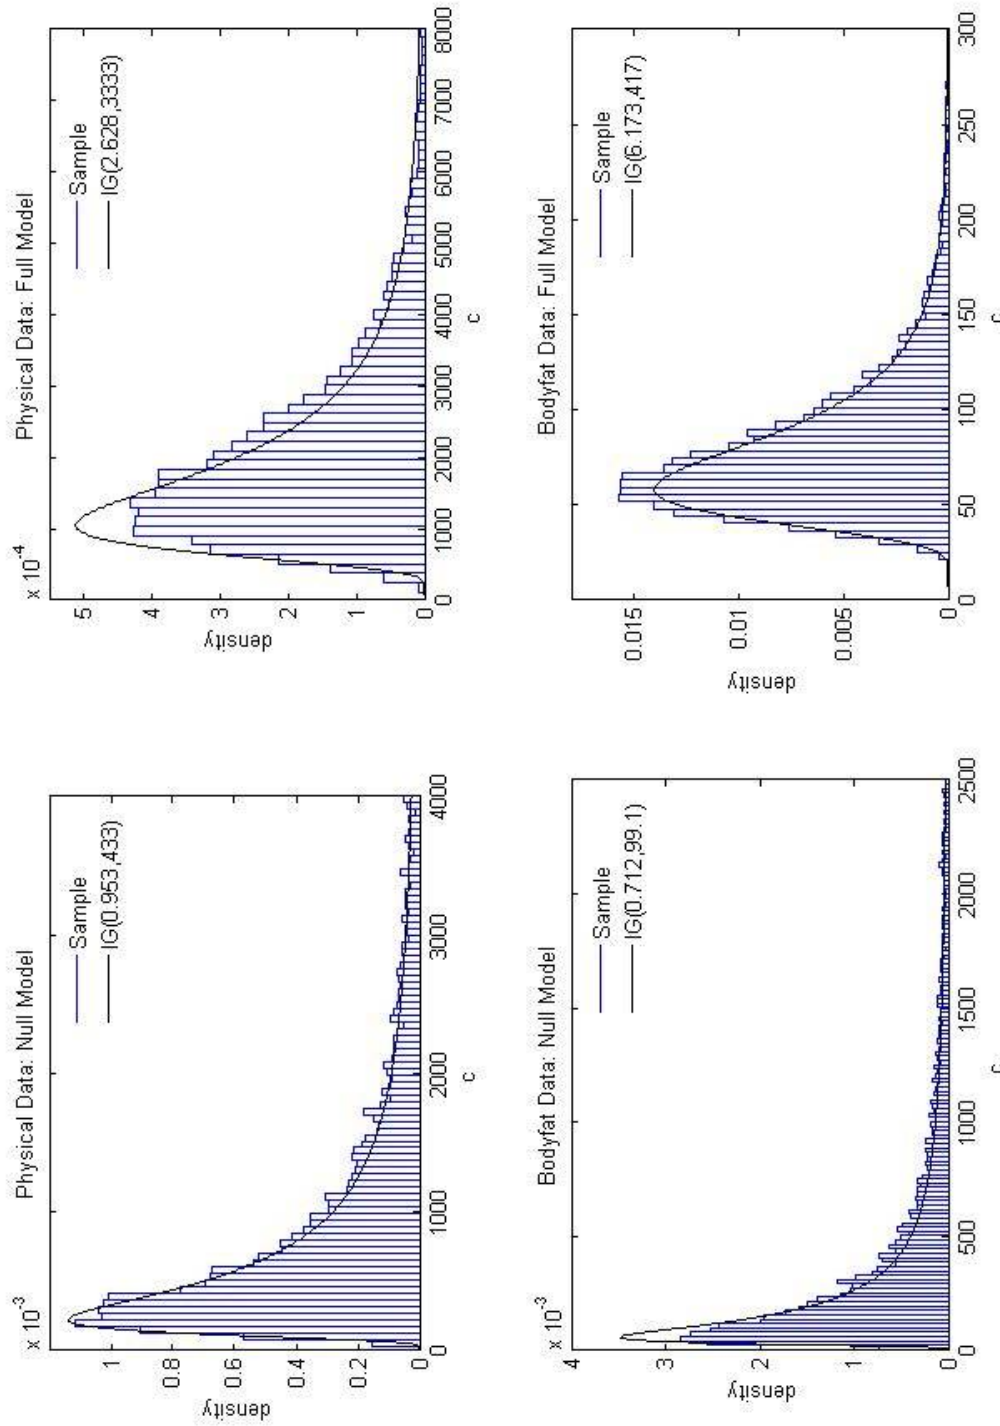 Physical Data: Null Model
x 10-3
Sample
IG(0.953,433)
density
1
0.8
0.6
0.4
0.2
0
0
1000
2000
3000
4000
c
Physical Data: Full Model
x 10-4
Sample
IG(2.628,3333)
density
5
4
3
2
1
0
0
1000
2000
3000
4000
5000
6000
7000
8000
c
Bodyfat Data: Null Model
x 10-3
Sample
IG(0.712,99.1)
density
4
3
2
1
0
0
500
1000
1500
2000
2500
c
Bodyfat Data: Full Model
Sample
IG(6.173,417)
density
0.015
0.01
0.005
0
0
50
100
150
200
250
300
c